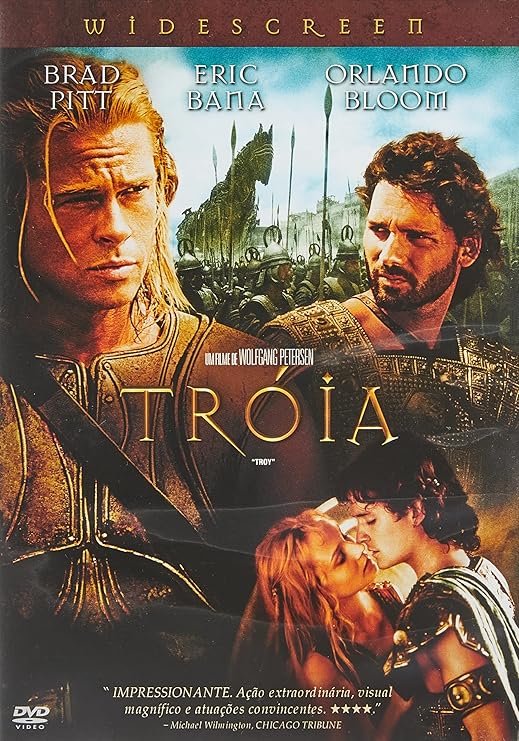 WIDESCREEN
BRAD PITT
ERIC BANA
ORLANDO BLOOM
UM FILME DE WOLFGANG PETERSEN
TRÓIA
"TROY"
" IMPRESSIONANTE. Ação extraordinária, visual
magnífico e atuações convincentes. ★★★★."
– Michael Wilmington, CHICAGO TRIBUNE
DVD
VIDEO